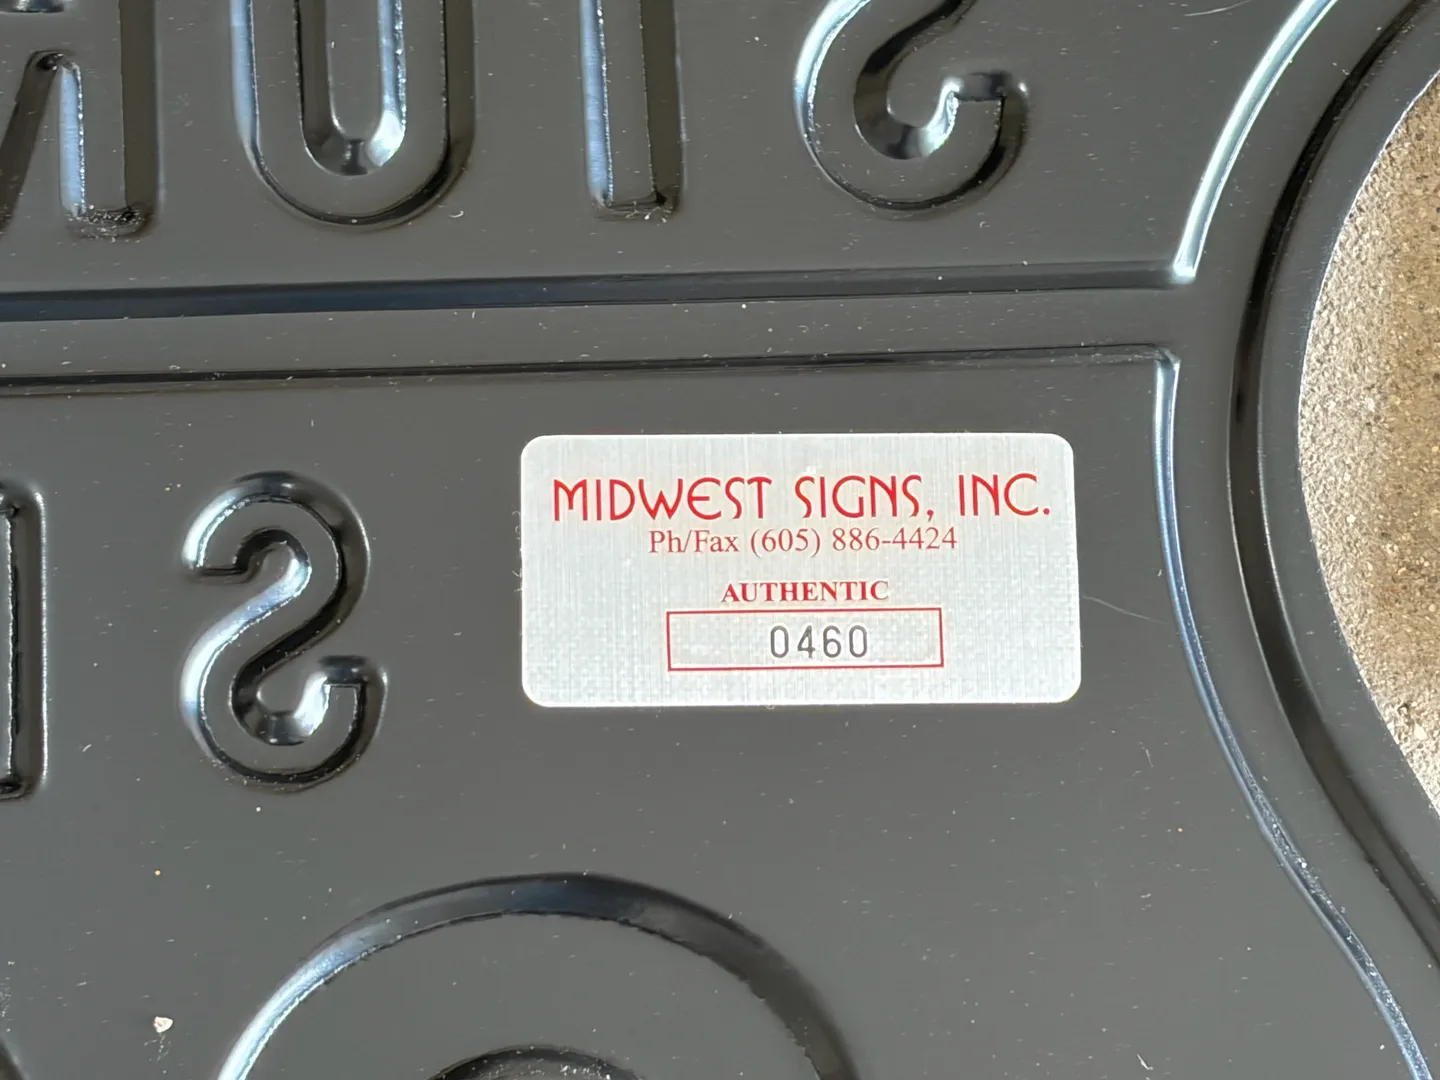 MIDWEST SIGNS, INC.
Ph/Fax (605) 886-4424
AUTHENTIC
0460